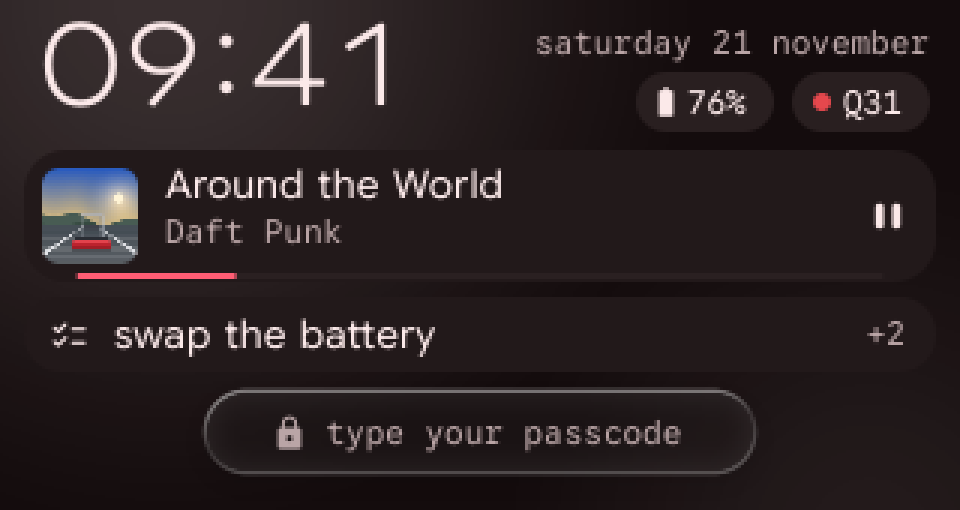 09:41
saturday 21 november
76%
Q31
Around the World
Daft Punk
swap the battery
+2
type your passcode